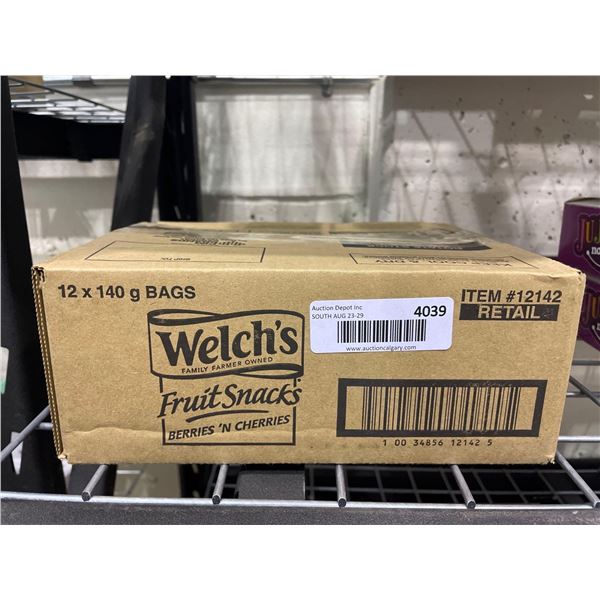 12 x 140 g BAGS
Welch's
FAMILY FARMER OWNED
Fruit Snacks
BERRIES 'N CHERRIES
Auction Depot Inc
SOUTH AUG 23-29
4039
www.auctioncalgary.com
ITEM #12142
RETAIL
1 00 34856 12142 5